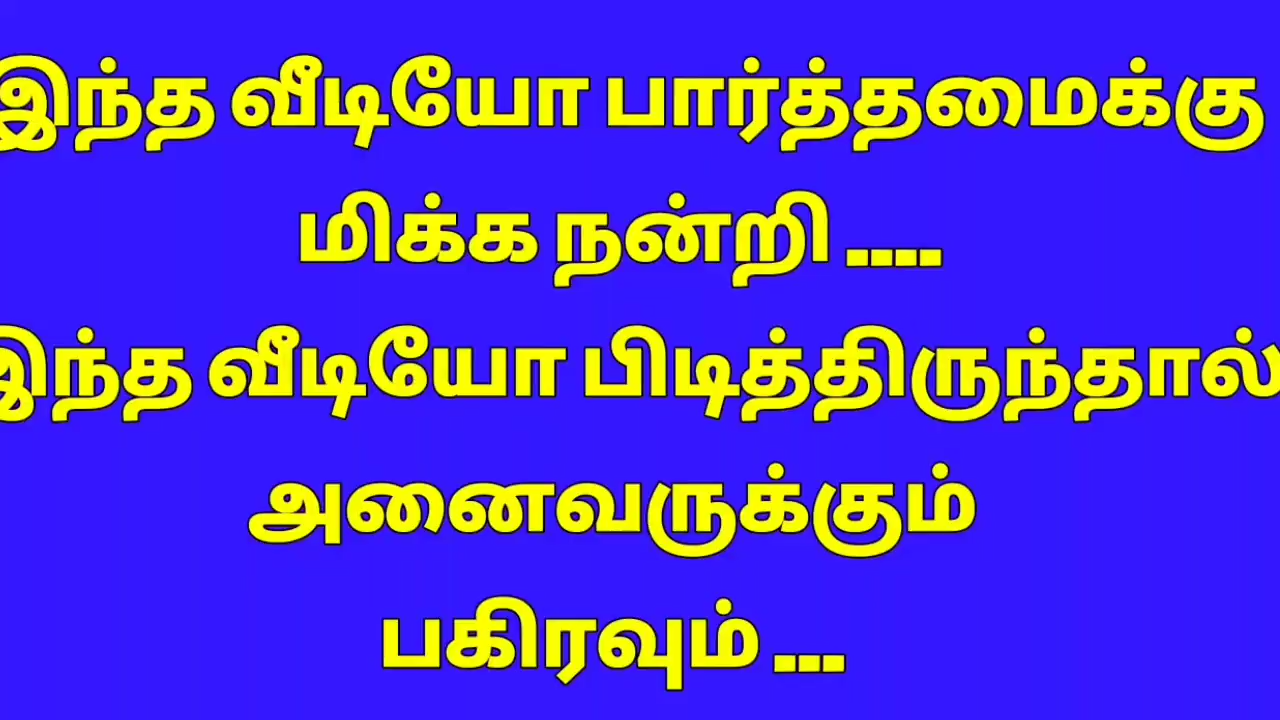 இந்த வீடியோ பார்த்தமைக்கு
மிக்க நன்றி ....
இந்த வீடியோ பிடித்திருந்தால்
அனைவருக்கும்
பகிரவும் ...